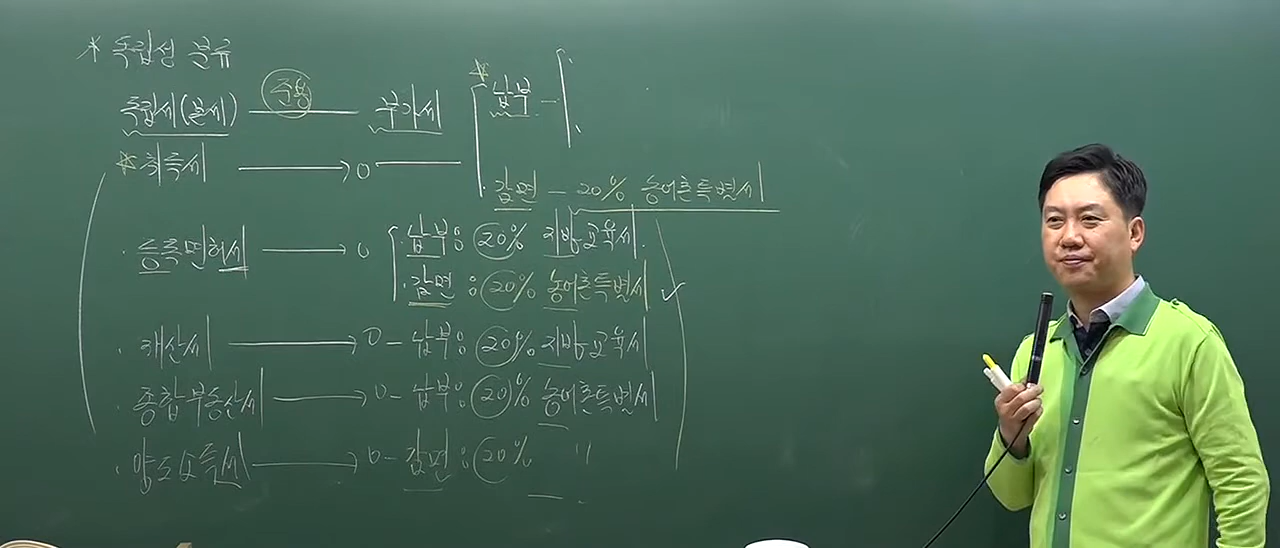 * 독립성 분류
독립세(본세) 중용 부가세
* 납부 -
* 취득세 → 0
감면 - 20% 농어촌특별세
· 등록면허세 → 0
· 납부 : 20% 지방교육세.
· 감면 : 20% 농어촌특별세 ✓
· 재산세 → 0 - 납부 : 20% 지방교육세
· 종합부동산세 → 0 - 납부 : 20% 농어촌특별세
· 양도소득세 → 0 - 감면 : 20% 〃